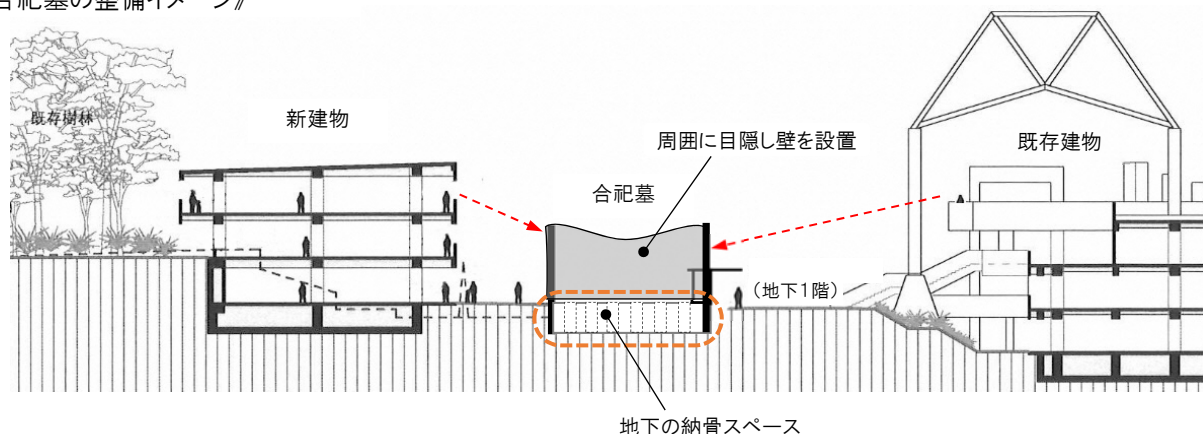 合祀墓の整備イメージ》
既存樹林
新建物
周囲に目隠し壁を設置
既存建物
合祀墓
（地下1階）
地下の納骨スペース